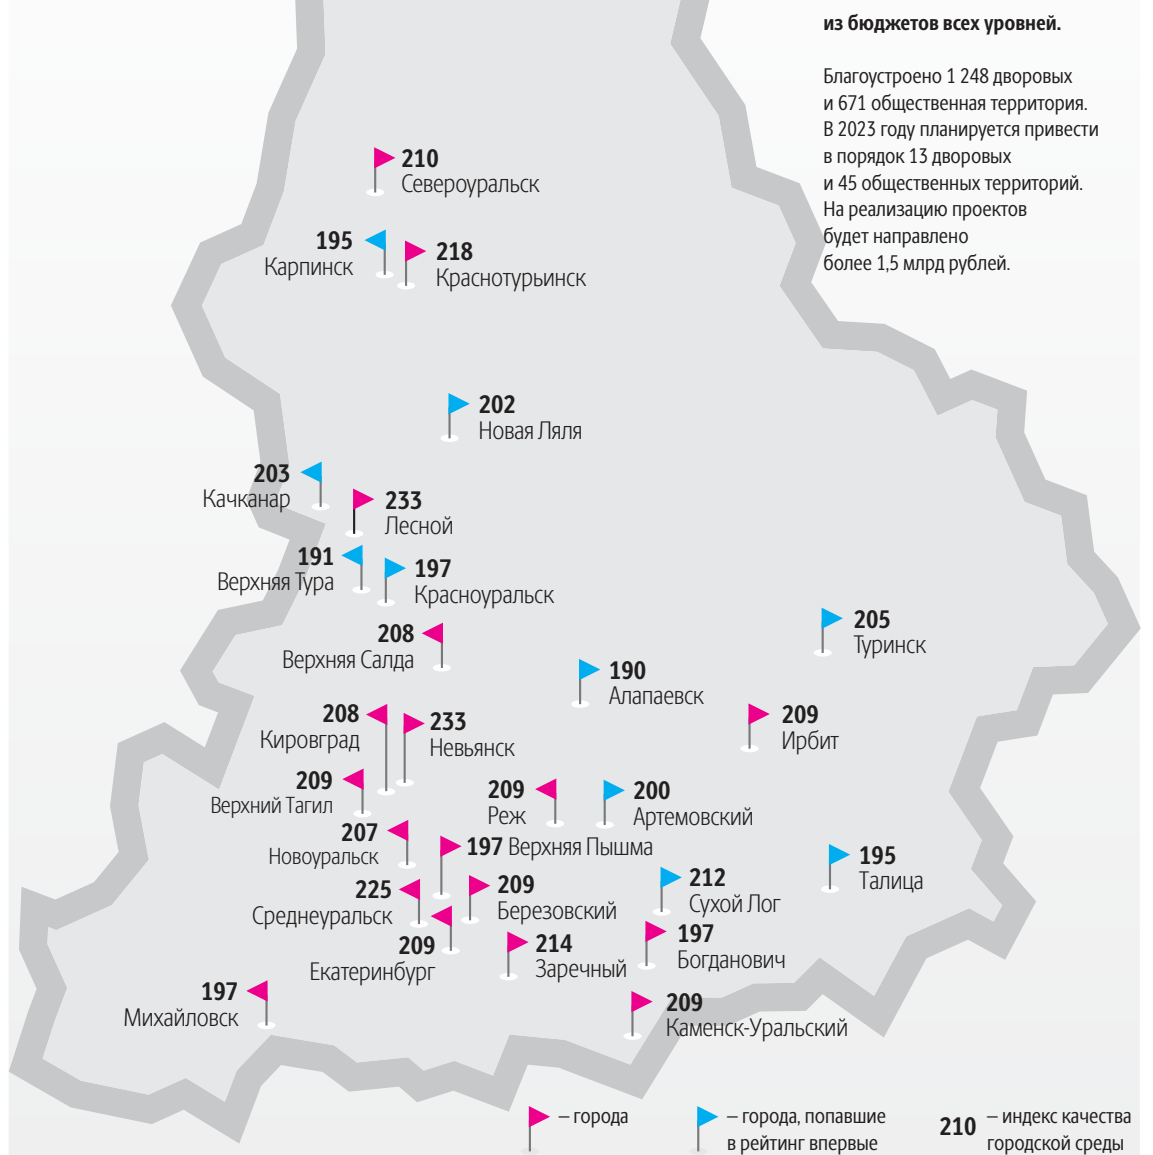 из бюджетов всех уровней.
Благоустроено 1 248 дворовых
и 671 общественная территория.
В 2023 году планируется привести
в порядок 13 дворовых
и 45 общественных территорий.
На реализацию проектов
будет направлено
более 1,5 млрд рублей.
210
Североуральск
195
Карпинск
218
Краснотурьинск
202
Новая Ляля
203
Качканар
233
Лесной
191
Верхняя Тура
197
Красноуральск
205
Туринск
208
Верхняя Салда
190
Алапаевск
208
Кировград
233
Невьянск
209
Ирбит
209
Верхний Тагил
209
Реж
200
Артемовский
207
Новоуральск
197 Верхняя Пышма
195
Талица
225
Среднеуральск
209
Березовский
212
Сухой Лог
209
Екатеринбург
214
Заречный
197
Богданович
197
Михайловск
209
Каменск-Уральский
– города
– города, попавшие
в рейтинг впервые
210 – индекс качества
городской среды